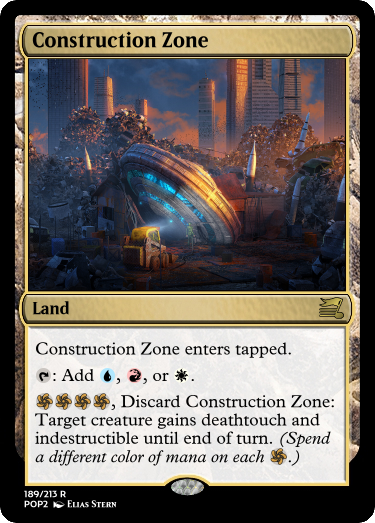 Construction Zone
Land
Construction Zone enters tapped.
: Add , , or .
, Discard Construction Zone:
Target creature gains deathtouch and
indestructible until end of turn. (Spend
a different color of mana on each .)
189/213 R
POP2 Elias Stern